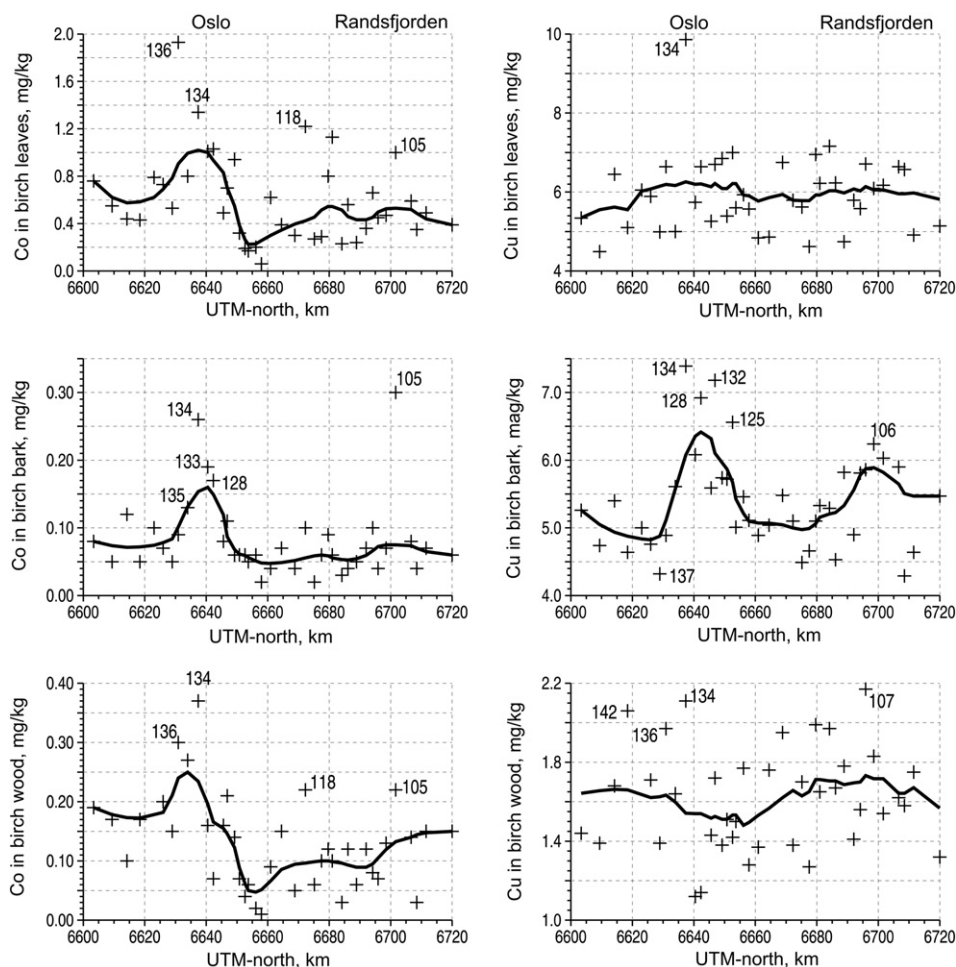 Oslo Randsfjorden
Co in birch leaves, mg/kg
2.0
1.6
1.2
0.8
0.4
0.0
136
134
118
105
6600 6620 6640 6660 6680 6700 6720
UTM-north, km
Oslo Randsfjorden
Cu in birch leaves, mg/kg
10
8
6
4
134
6600 6620 6640 6660 6680 6700 6720
UTM-north, km
Co in birch bark, mg/kg
0.30
0.20
0.10
0.00
105
134
133
128
135
6600 6620 6640 6660 6680 6700 6720
UTM-north, km
Cu in birch bark, mag/kg
7.0
6.0
5.0
4.0
134
132
128
125
106
137
6600 6620 6640 6660 6680 6700 6720
UTM-north, km
Co in birch wood, mg/kg
0.40
0.30
0.20
0.10
0.00
134
136
118
105
6600 6620 6640 6660 6680 6700 6720
UTM-north, km
Cu in birch wood, mg/kg
2.2
1.8
1.4
1.0
142
134
136
107
6600 6620 6640 6660 6680 6700 6720
UTM-north, km